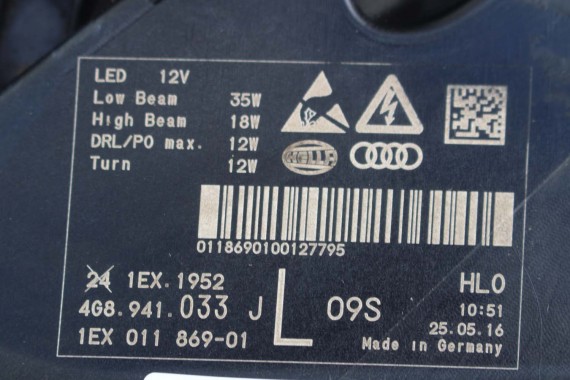 LED 12V
Low Beam 35W
High Beam 18W
DRL/PO max. 12W
Turn 12W
HELLA
0118690100127795
24 1EX.1952
4G8.941.033 J
1EX 011 869-01
L
09S
HL0
10:51
25.05.16
Made in Germany